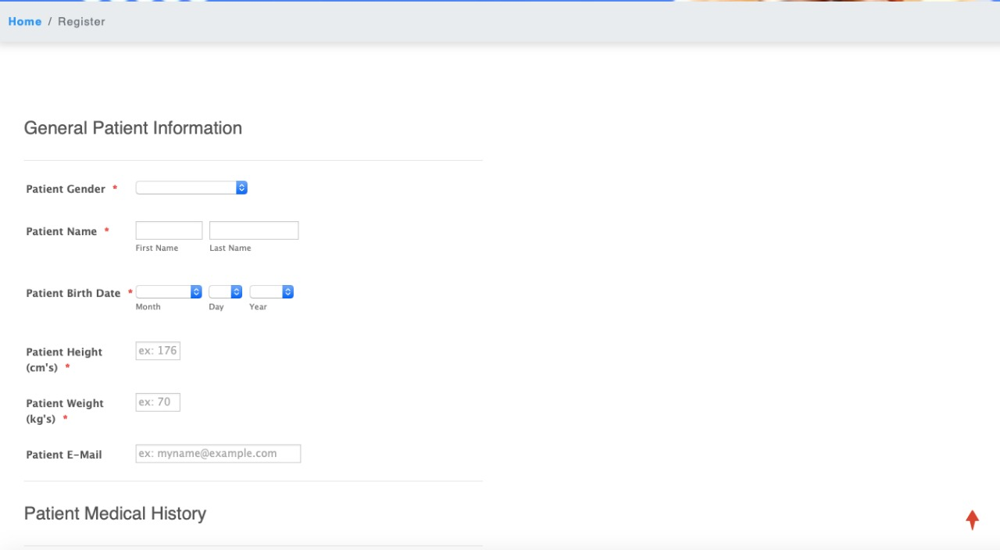 Home / Register
General Patient Information
Patient Gender *
Patient Name *
First Name Last Name
Patient Birth Date *
Month Day Year
Patient Height
(cm's) *
ex: 176
Patient Weight
(kg's) *
ex: 70
Patient E-Mail
ex: myname@example.com
Patient Medical History